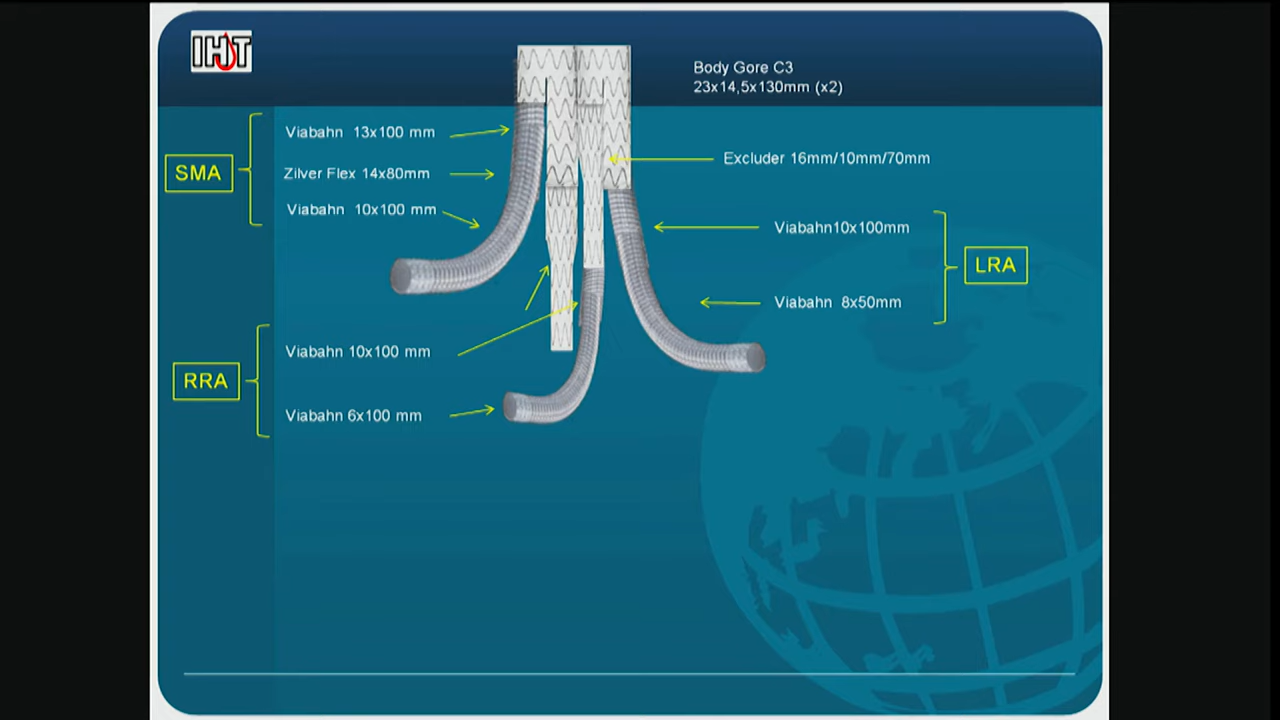 IHT
Body Gore C3
23x14,5x130mm (x2)
SMA
Viabahn 13x100 mm
Zilver Flex 14x80mm
Viabahn 10x100 mm
Excluder 16mm/10mm/70mm
Viabahn10x100mm
LRA
Viabahn 8x50mm
RRA
Viabahn 10x100 mm
Viabahn 6x100 mm